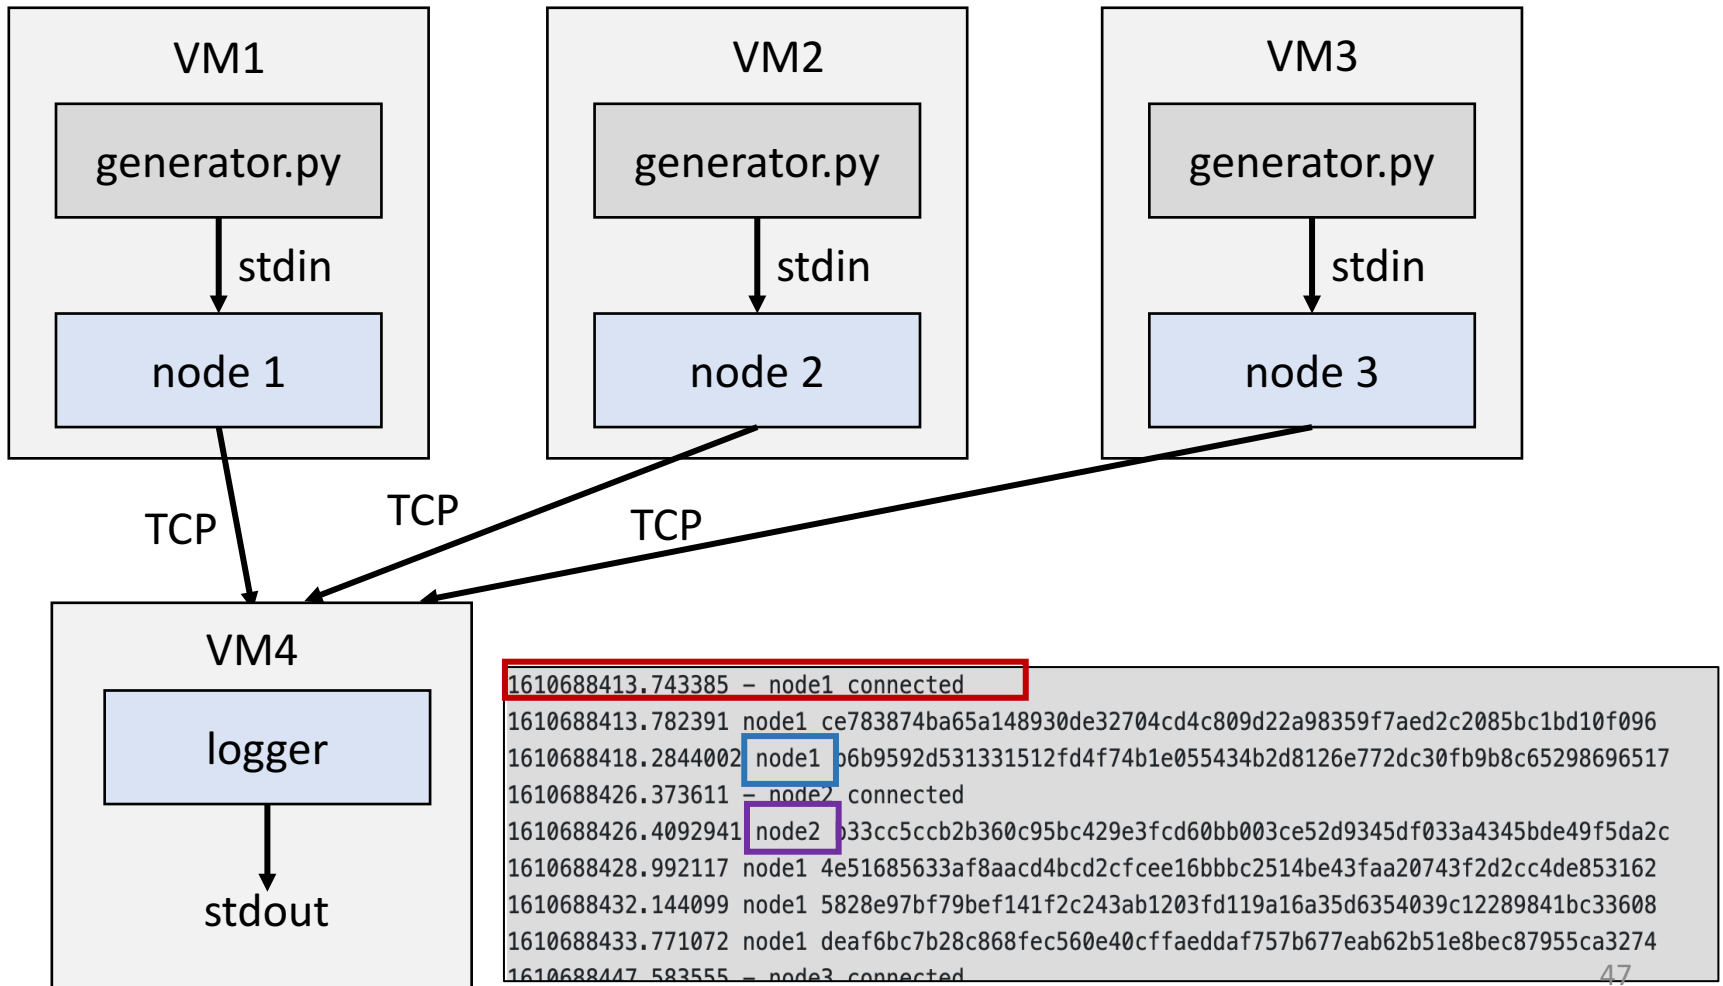 VM1
generator.py
stdin
node 1
VM2
generator.py
stdin
node 2
VM3
generator.py
stdin
node 3
TCP
TCP
TCP
VM4
logger
stdout
1610688413.743385 – node1 connected
1610688413.782391 node1 ce783874ba65a148930de32704cd4c809d22a98359f7aed2c2085bc1bd10f096
1610688418.2844002 node1 b6b9592d531331512fd4f74b1e055434b2d8126e772dc30fb9b8c65298696517
1610688426.373611 – node2 connected
1610688426.4092941 node2 b33cc5ccb2b360c95bc429e3fcd60bb003ce52d9345df033a4345bde49f5da2c
1610688428.992117 node1 4e51685633af8aacd4bcd2cfcee16bbbc2514be43faa20743f2d2cc4de853162
1610688432.144099 node1 5828e97bf79bef141f2c243ab1203fd119a16a35d6354039c12289841bc33608
1610688433.771072 node1 deaf6bc7b28c868fec560e40cffaeddaf757b677eab62b51e8bec87955ca3274
1610688447.583555 – node3 connected
47